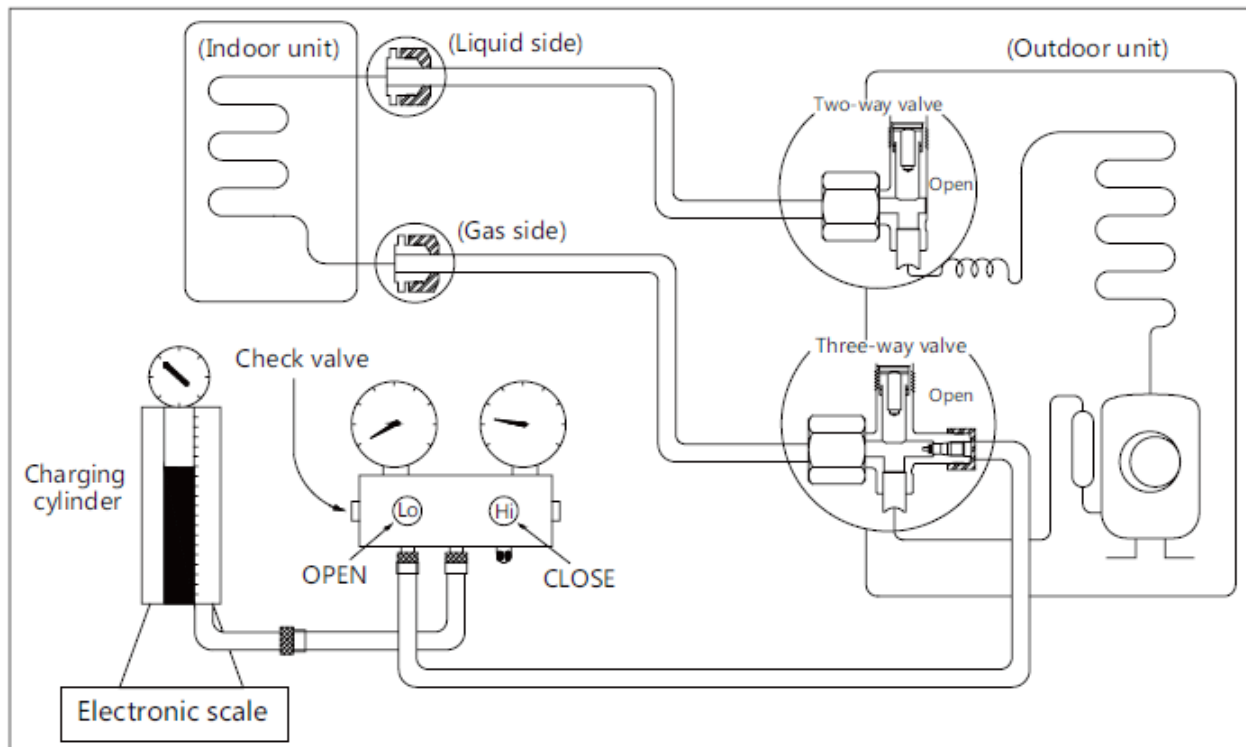 (Indoor unit)
(Liquid side)
(Outdoor unit)
Two-way valve
Open
(Gas side)
Three-way valve
Open
Check valve
Charging
cylinder
Lo
Hi
OPEN
CLOSE
Electronic scale